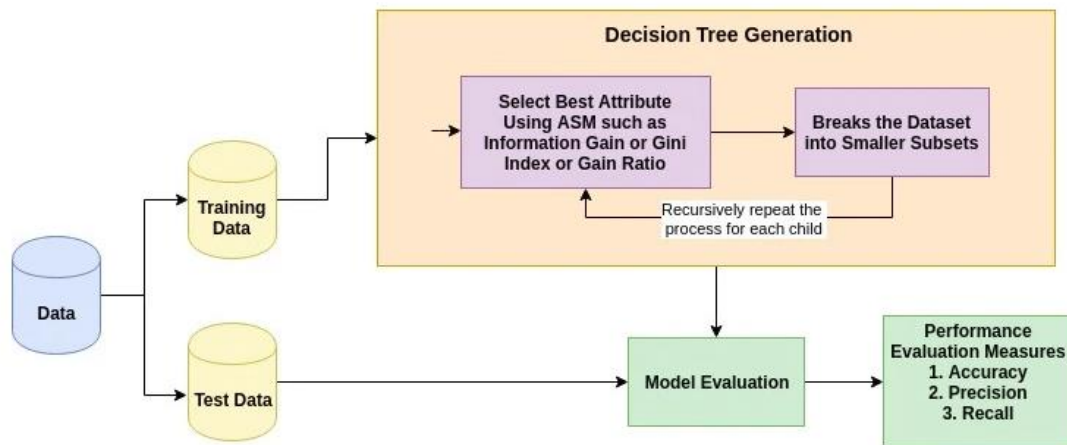 Decision Tree Generation
Select Best Attribute
Using ASM such as
Information Gain or Gini
Index or Gain Ratio
Breaks the Dataset
into Smaller Subsets
Recursively repeat the
process for each child
Training
Data
Data
Test Data
Model Evaluation
Performance
Evaluation Measures
1. Accuracy
2. Precision
3. Recall